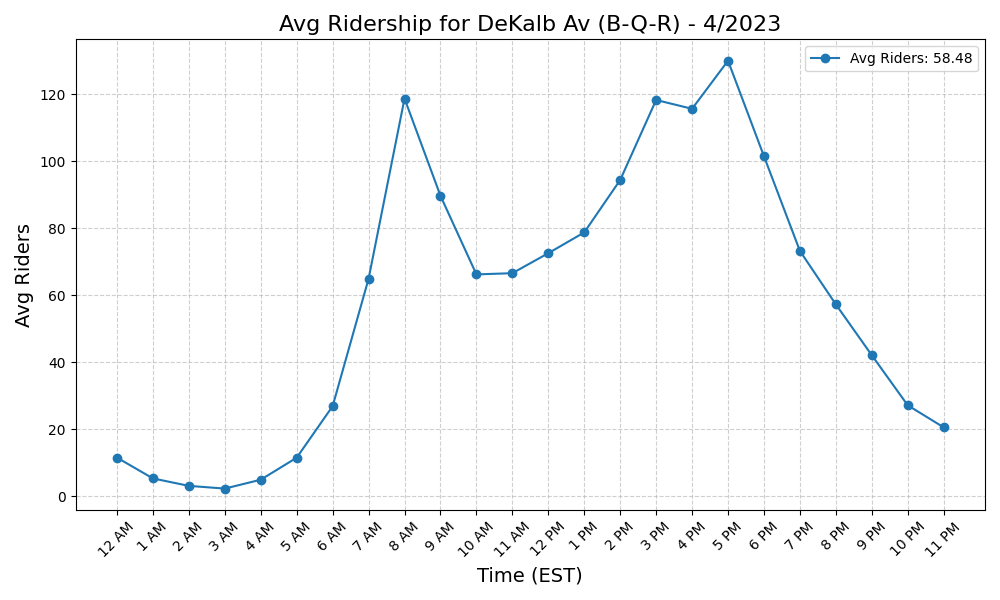 Avg Ridership for DeKalb Av (B-Q-R) - 4/2023
Avg Riders: 58.48
Avg Riders
120
100
80
60
40
20
0
12 AM
1 AM
2 AM
3 AM
4 AM
5 AM
6 AM
7 AM
8 AM
9 AM
10 AM
11 AM
12 PM
1 PM
2 PM
3 PM
4 PM
5 PM
6 PM
7 PM
8 PM
9 PM
10 PM
11 PM
Time (EST)